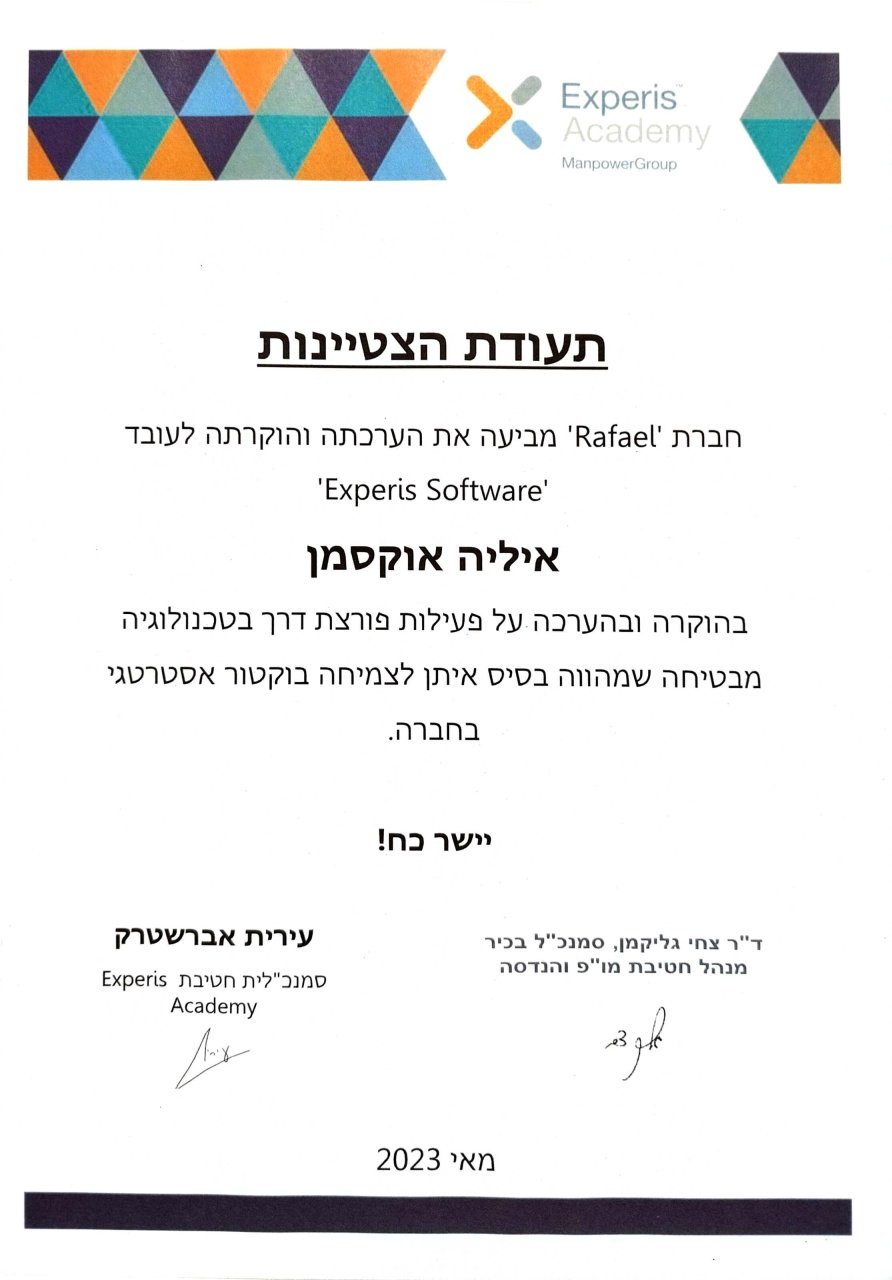 Experis™
Academy
ManpowerGroup
תעודת הצטיינות
חברת 'Rafael' מביעה את הערכתה והוקרתה לעובד
'Experis Software'
איליה אוקסמן
בהוקרה ובהערכה על פעילות פורצת דרך בטכנולוגיה
מבטיחה שמהווה בסיס איתן לצמיחה בוקטור אסטרטגי
בחברה.
יישר כח!
ד"ר צחי גליקמן, סמנכ"ל בכיר
מנהל חטיבת מו"פ והנדסה
עירית אברשטרק
סמנכ"לית חטיבת Experis
Academy
מאי 2023